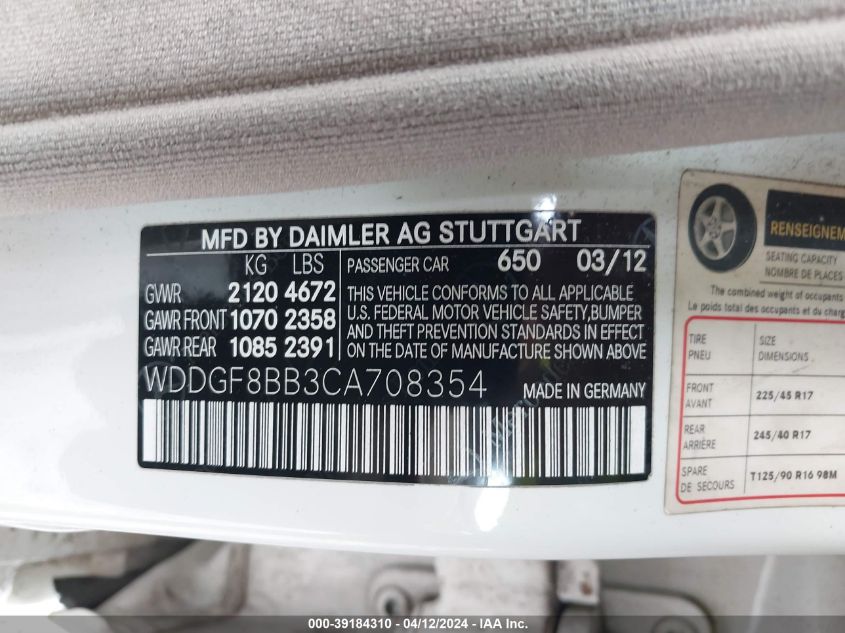 MFD BY DAIMLER AG STUTTGART
KG LBS
GVWR 2120 4672
GAWR FRONT 1070 2358
GAWR REAR 1085 2391
PASSENGER CAR 650 03/12
THIS VEHICLE CONFORMS TO ALL APPLICABLE
U.S. FEDERAL MOTOR VEHICLE SAFETY, BUMPER
AND THEFT PREVENTION STANDARDS IN EFFECT
ON THE DATE OF MANUFACTURE SHOWN ABOVE
WDDGF8BB3CA708354 MADE IN GERMANY
SEATING CAPACITY
NOMBRE DE PLACES
The combined weight of occupants
Le poids total des occupants et du
TIRE SIZE
PNEU DIMENSIONS
FRONT
AVANT 225/45 R17
REAR
ARRIÈRE 245/40 R17
SPARE
DE SECOURS T125/90 R16 98M
000-39184310 - 04/12/2024 - IAA Inc.